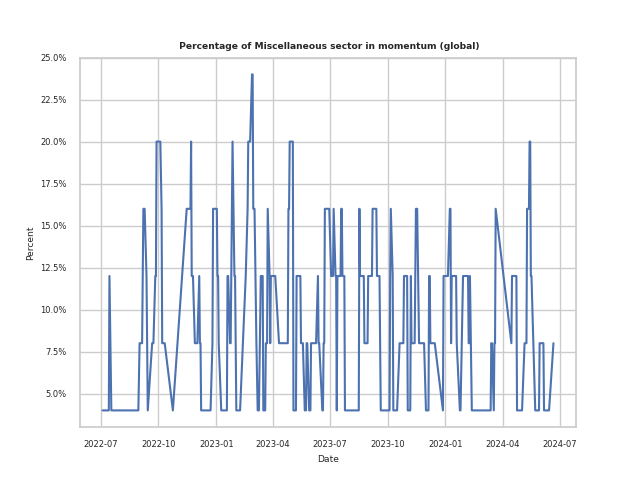 Percentage of Miscellaneous sector in momentum (global)
25.0%
22.5%
20.0%
17.5%
15.0%
12.5%
10.0%
7.5%
5.0%
Percent
2022-07 2022-10 2023-01 2023-04 2023-07 2023-10 2024-01 2024-04 2024-07
Date